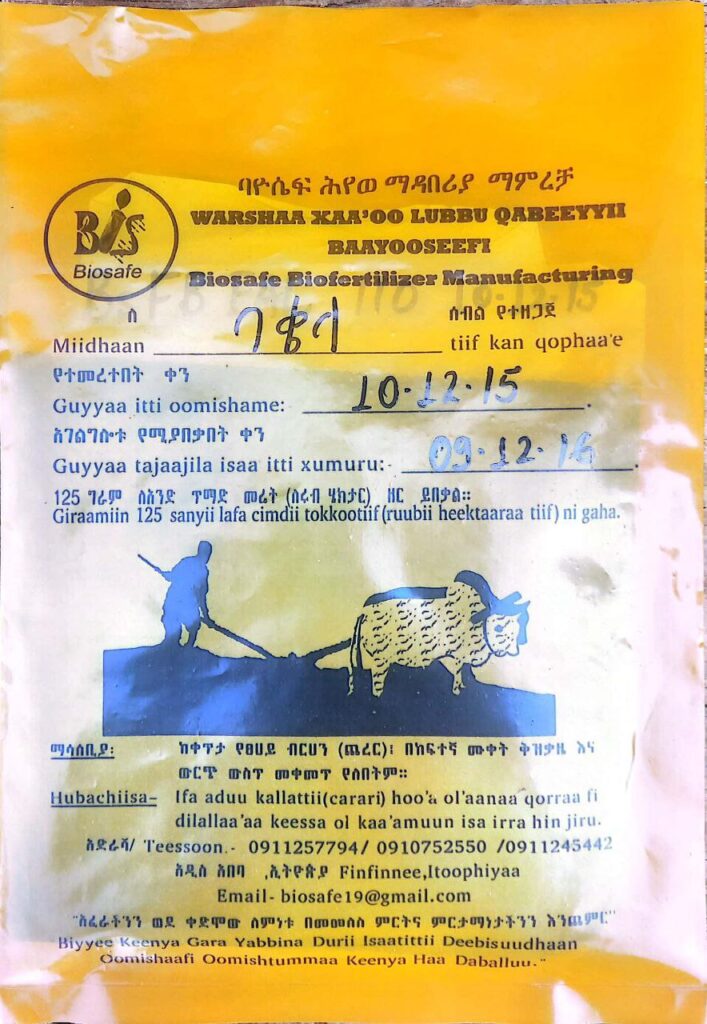 ባዮሴፍ ሕየወ ማዳበሪያ ማምረቻ
BiS
Biosafe
WARSHAA XAA'OO LUBBU QABEEYYII
BAAYOOSEEFI
Biosafe Biofertilizer Manufacturing
ለ ባቄላ ሰብል የተዘጋጀ
Miidhaan tiif kan qophaa'e
የተመረተበት ቀን
Guyyaa itti oomishame: 10-12-15
አገልግሎቱ የሚያበቃበት ቀን
Guyyaa tajaajila isaa itti xumuru:- 09-12-16
125 ግራም ለአንድ ጥማድ መሬት (ለሩብ ሄክታር) ዘር ይበቃል።
Giraamiin 125 sanyii lafa cimdii tokkootiif (ruubii heektaaraa tiif) ni gaha.
ማሳሰቢያ፡ ከቀጥታ የፀሀይ ብርሀን (ጨረር)፣ በከፍተኛ ሙቀት ቅዝቃዜ እና
ውርጭ ውስጥ መቀመጥ የለበትም።
Hubachiisa- Ifa aduu kallattii(carari) hoo'a ol'aanaa qorraa fi
dilallaa'aa keessa ol kaa'amuun isa irra hin jiru.
አድራሻ/ Teessoon.- 0911257794/ 0910752550 /0911245442
አዲስ አበባ ,ኢትዮጵያ Finfinnee,Itoophiyaa
Email- biosafe19@gmail.com
"አፈራችንን ወደ ቀድሞው ለምነቱ በመመለስ ምርትና ምርታማነታችንን እንጨምር"
Biyyee Keenya Gara Yabbina Durii Isaatittii Deebisuudhaan
Oomishaafi Oomishtummaa Keenya Haa Daballuu."